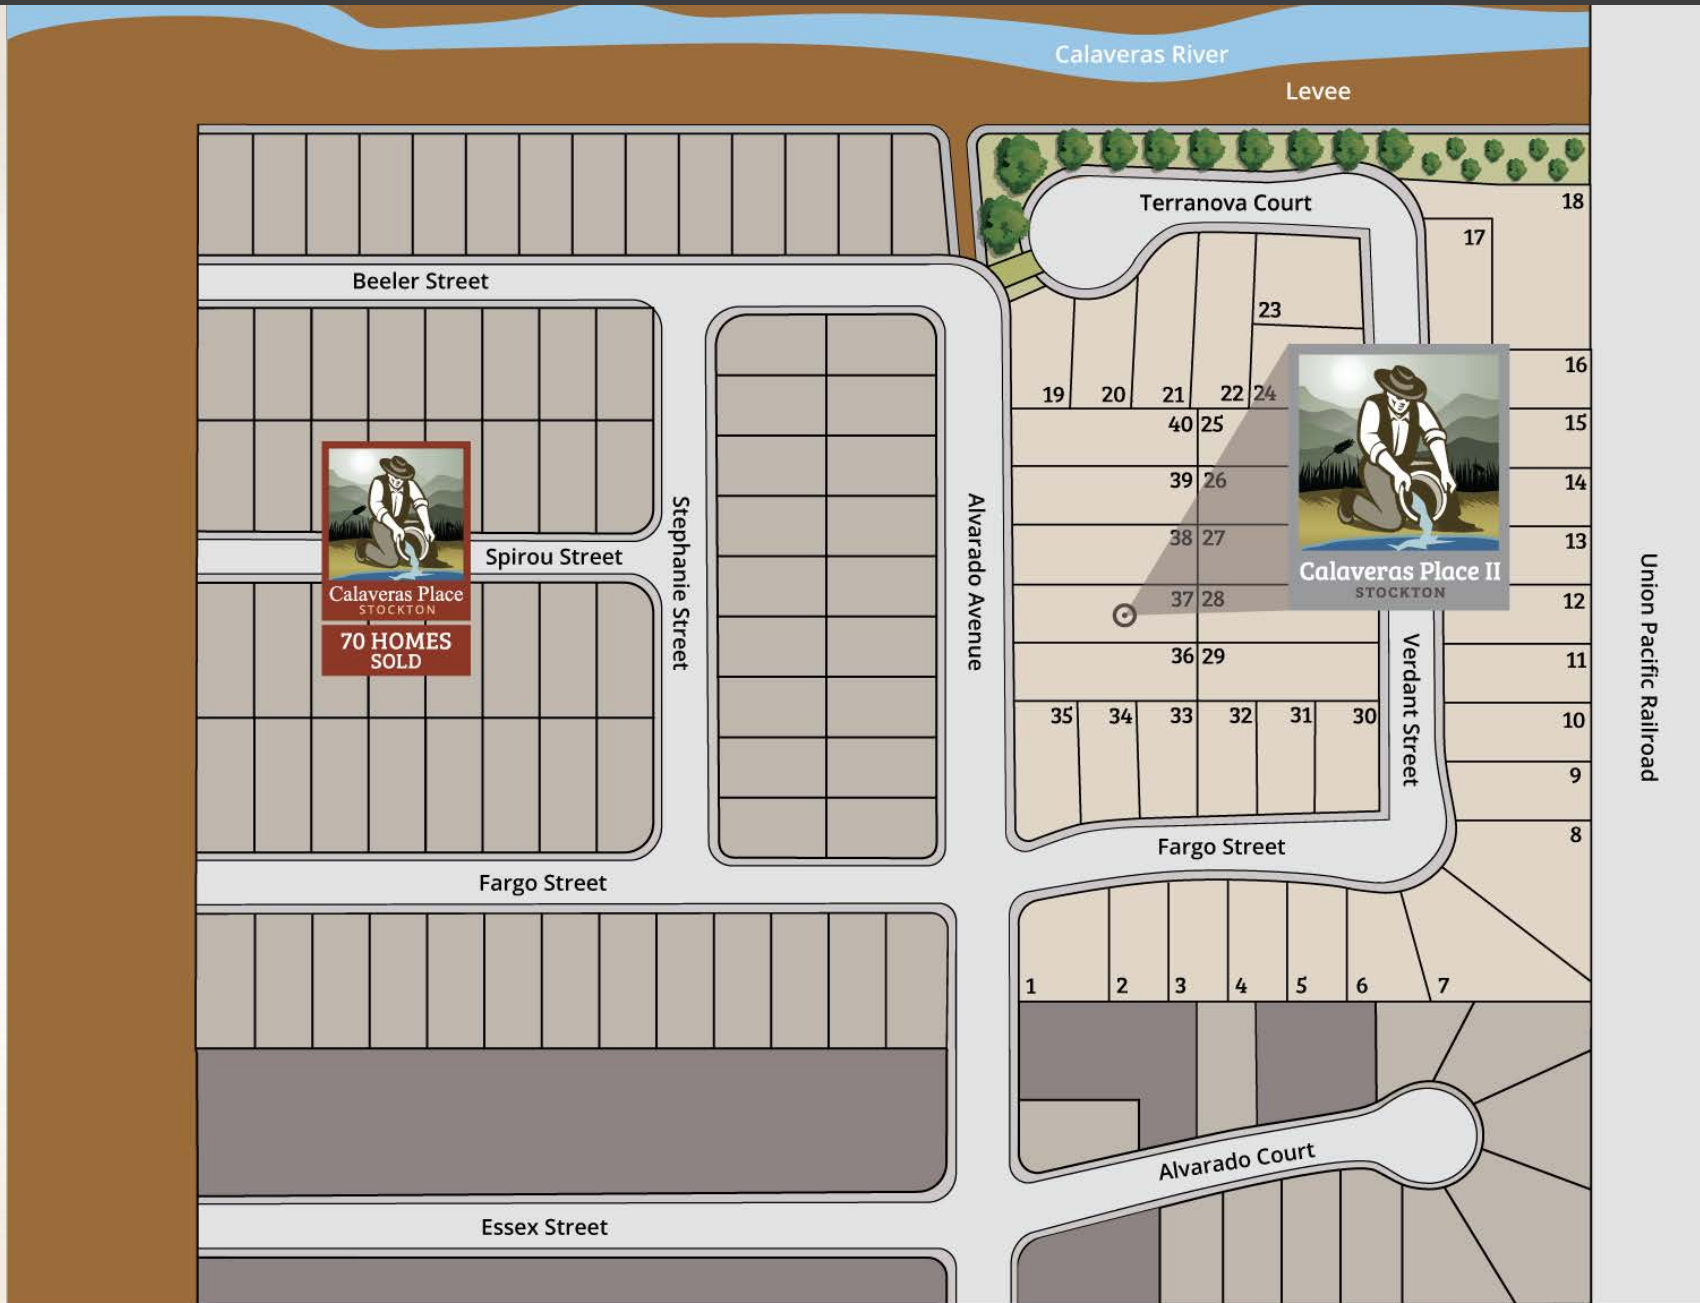 Calaveras River
Levee
Terranova Court
18
17
Beeler Street
23
16
19
20
21
22
24
15
40
25
14
39
26
Spirou Street
Stephanie Street
Alvarado Avenue
38
27
13
Calaveras Place II
STOCKTON
Calaveras Place
STOCKTON
70 HOMES
SOLD
37
28
12
36
29
11
Verdant Street
Union Pacific Railroad
35
34
33
32
31
30
10
9
8
Fargo Street
Fargo Street
1
2
3
4
5
6
7
Alvarado Court
Essex Street